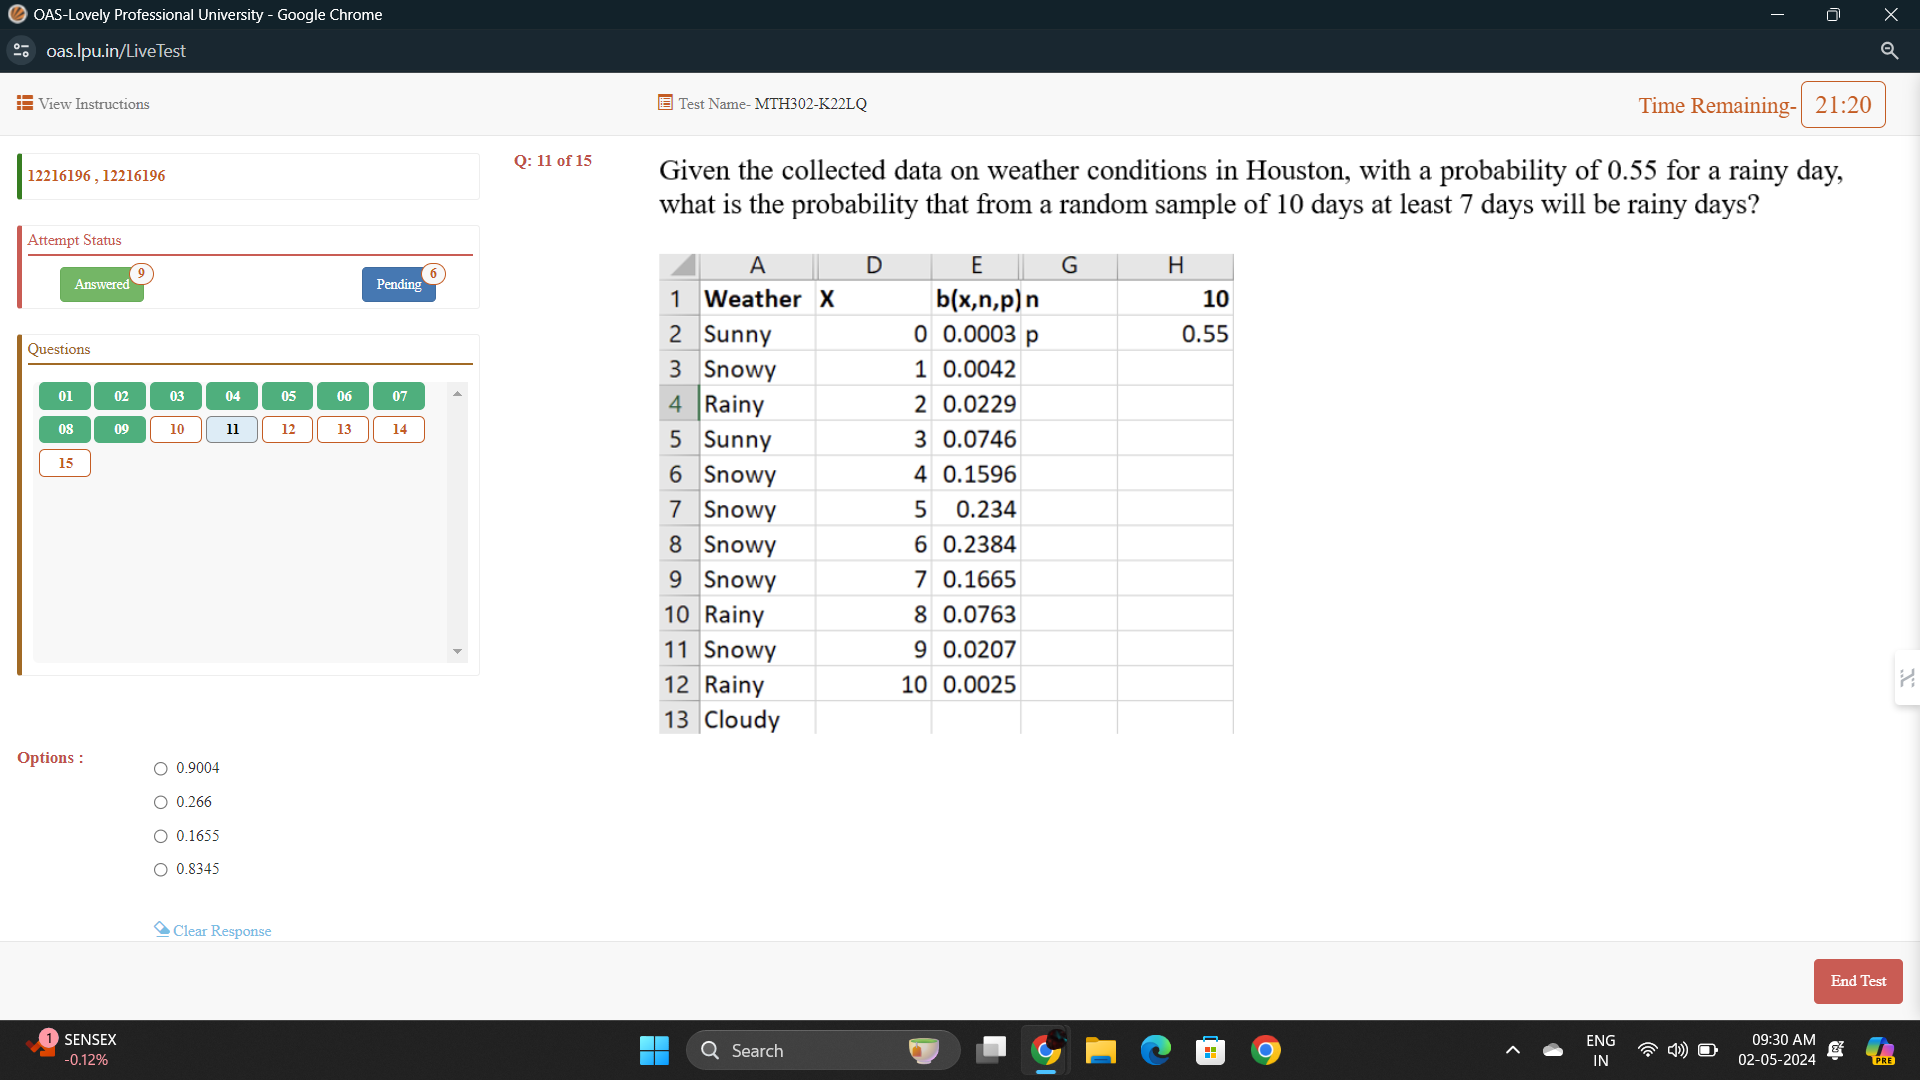 OAS-Lovely Professional University - Google Chrome
oas.lpu.in/LiveTest
View Instructions
Test Name- MTH302-K22LQ
Time Remaining- 21:20
12216196 , 12216196
Q: 11 of 15
Given the collected data on weather conditions in Houston, with a probability of 0.55 for a rainy day,
what is the probability that from a random sample of 10 days at least 7 days will be rainy days?
Attempt Status
Answered 9
Pending 6
Questions
01 02 03 04 05 06 07
08 09 10 11 12 13 14
15
A D E G H
1 Weather X b(x,n,p) n 10
2 Sunny 0 0.0003 p 0.55
3 Snowy 1 0.0042
4 Rainy 2 0.0229
5 Sunny 3 0.0746
6 Snowy 4 0.1596
7 Snowy 5 0.234
8 Snowy 6 0.2384
9 Snowy 7 0.1665
10 Rainy 8 0.0763
11 Snowy 9 0.0207
12 Rainy 10 0.0025
13 Cloudy
Options :
0.9004
0.266
0.1655
0.8345
Clear Response
End Test
1 SENSEX
-0.12%
Search
ENG
IN
09:30 AM
02-05-2024
PRE